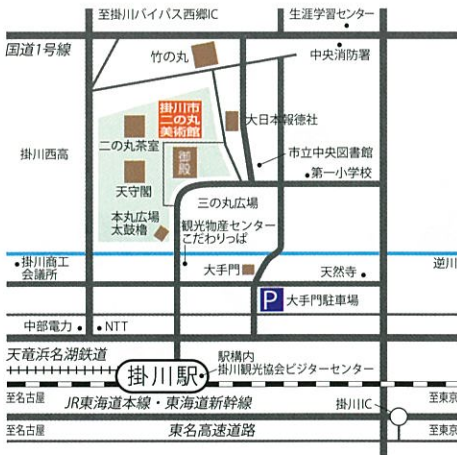 至掛川バイパス西郷IC
生涯学習センター
国道1号線
竹の丸
中央消防署
掛川市
二の丸
美術館
大日本報徳社
二の丸茶室
御殿
市立中央図書館
掛川西高
天守閣
第一小学校
三の丸広場
本丸広場
太鼓櫓
観光物産センター
こだわりっぱ
掛川商工
会議所
大手門
天然寺
逆川
P
大手門駐車場
中部電力
NTT
天竜浜名湖鉄道
掛川駅
駅構内
掛川観光協会ビジターセンター
至名古屋
JR東海道本線・東海道新幹線
掛川IC
至東京
至名古屋
東名高速道路
至東京